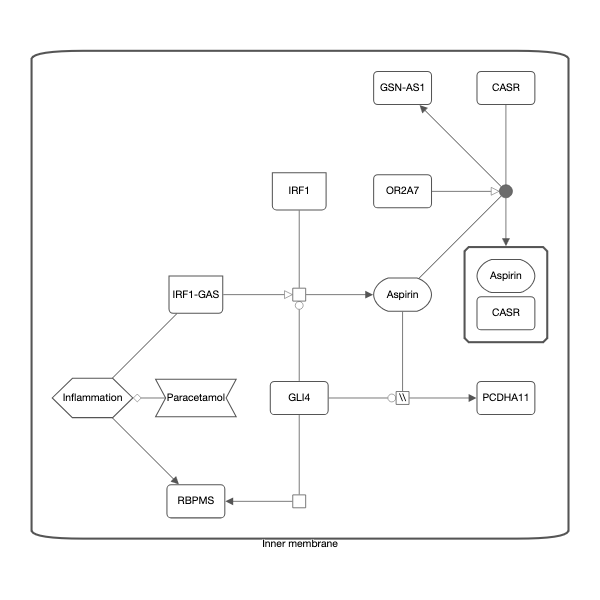 GSN-AS1
CASR
IRF1
OR2A7
Aspirin
CASR
IRF1-GAS
Aspirin
Inflammation
Paracetamol
GLI4
\\
PCDHA11
RBPMS
Inner membrane